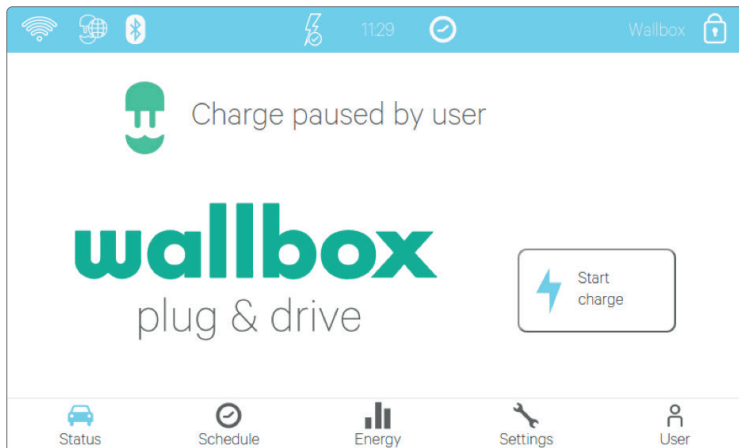 11:29
Wallbox
Charge paused by user
wallbox
plug & drive
Start
charge
Status
Schedule
Energy
Settings
User